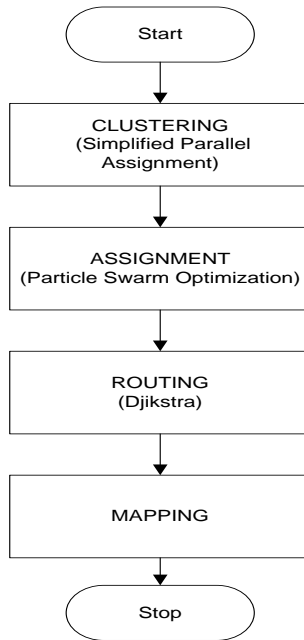 Start
CLUSTERING
(Simplified Parallel
Assignment)
ASSIGNMENT
(Particle Swarm Optimization)
ROUTING
(Djikstra)
MAPPING
Stop